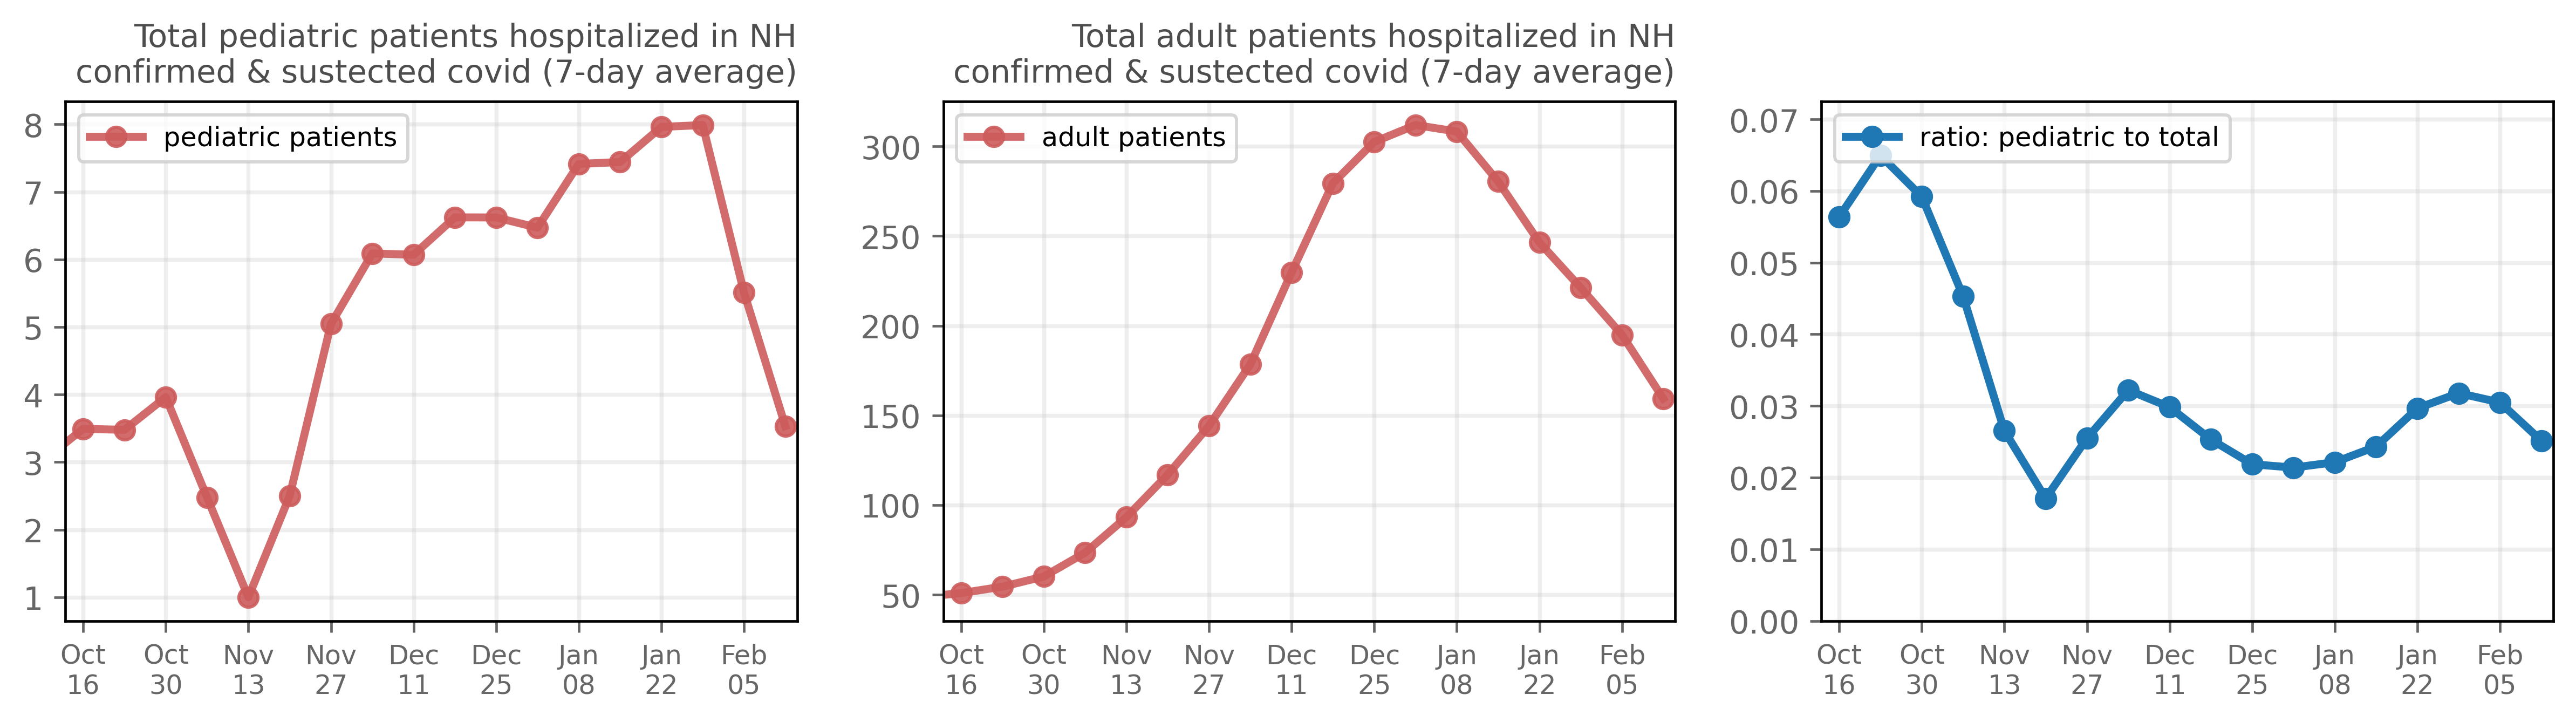 Total pediatric patients hospitalized in NH
confirmed & sustected covid (7-day average)
pediatric patients
8
7
6
5
4
3
2
1
Oct
16
Oct
30
Nov
13
Nov
27
Dec
11
Dec
25
Jan
08
Jan
22
Feb
05
Total adult patients hospitalized in NH
confirmed & sustected covid (7-day average)
adult patients
300
250
200
150
100
50
Oct
16
Oct
30
Nov
13
Nov
27
Dec
11
Dec
25
Jan
08
Jan
22
Feb
05
ratio: pediatric to total
0.07
0.06
0.05
0.04
0.03
0.02
0.01
0.00
Oct
16
Oct
30
Nov
13
Nov
27
Dec
11
Dec
25
Jan
08
Jan
22
Feb
05